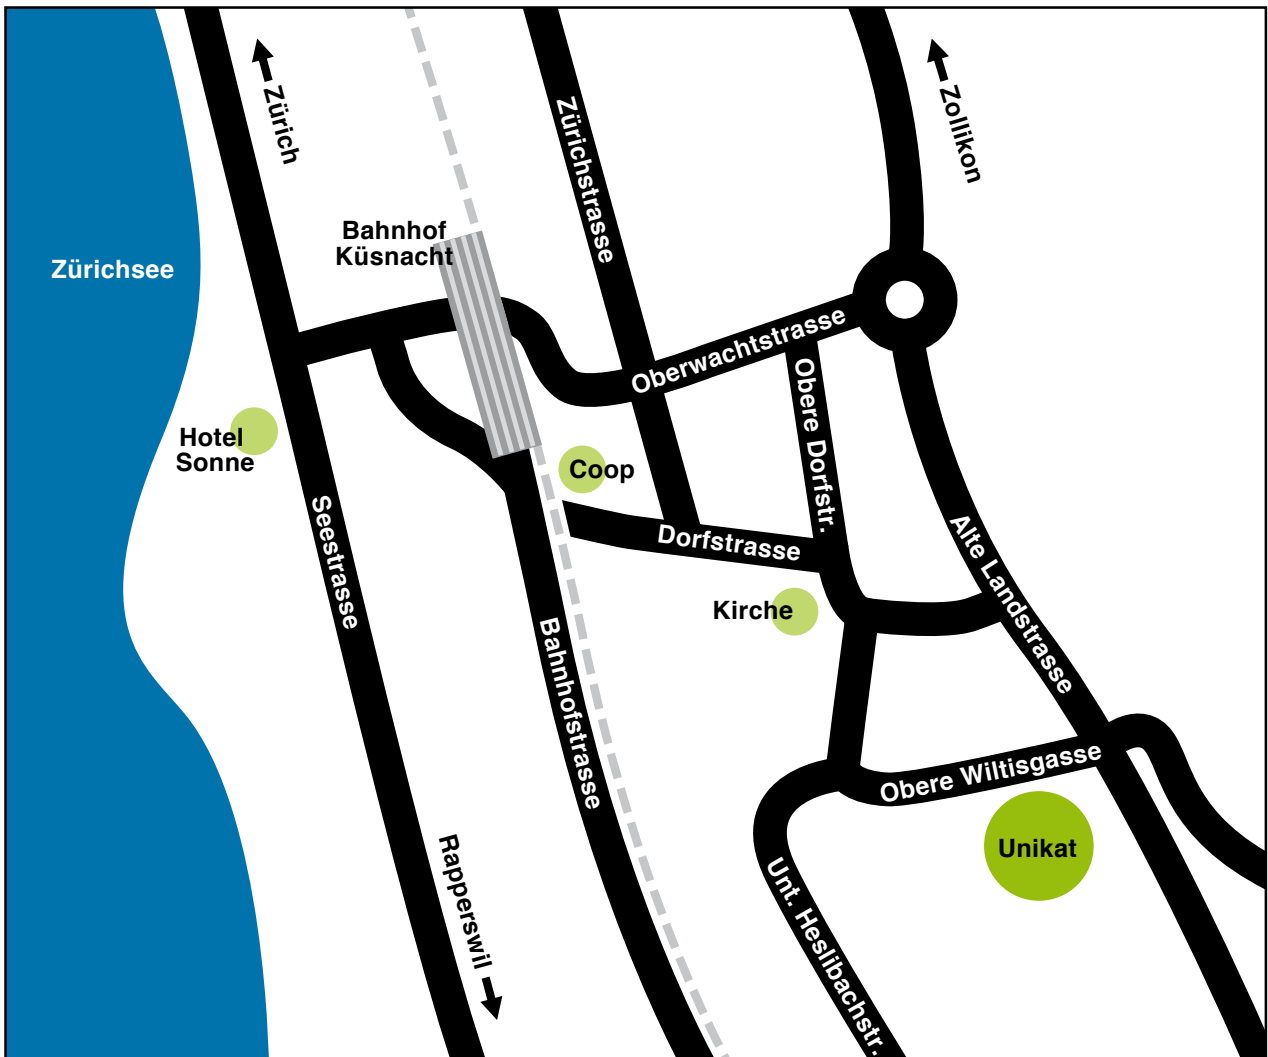 Zürich
Zürichstrasse
Zollikon
Bahnhof
Küsnacht
Zürichsee
Oberwachtstrasse
Obere Dorfstr.
Hotel
Sonne
Coop
Seestrasse
Dorfstrasse
Alte Landstrasse
Kirche
Bahnhofstrasse
Obere Wiltisgasse
Unikat
Rapperswil
Unt. Heslibachstr.